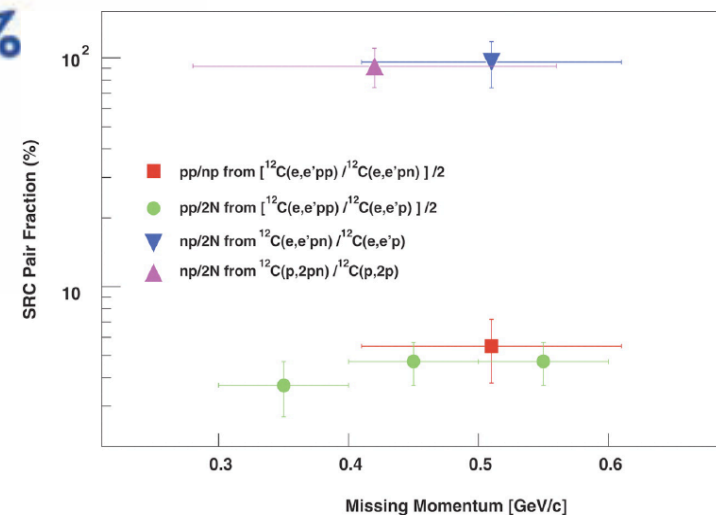 %
10²
pp/np from [¹²C(e,e'pp) /¹²C(e,e'pn) ] /2
pp/2N from [¹²C(e,e'pp) /¹²C(e,e'p) ] /2
np/2N from ¹²C(e,e'pn) /¹²C(e,e'p)
np/2N from ¹²C(p,2pn) /¹²C(p,2p)
SRC Pair Fraction (%)
10
0.3 0.4 0.5 0.6
Missing Momentum [GeV/c]